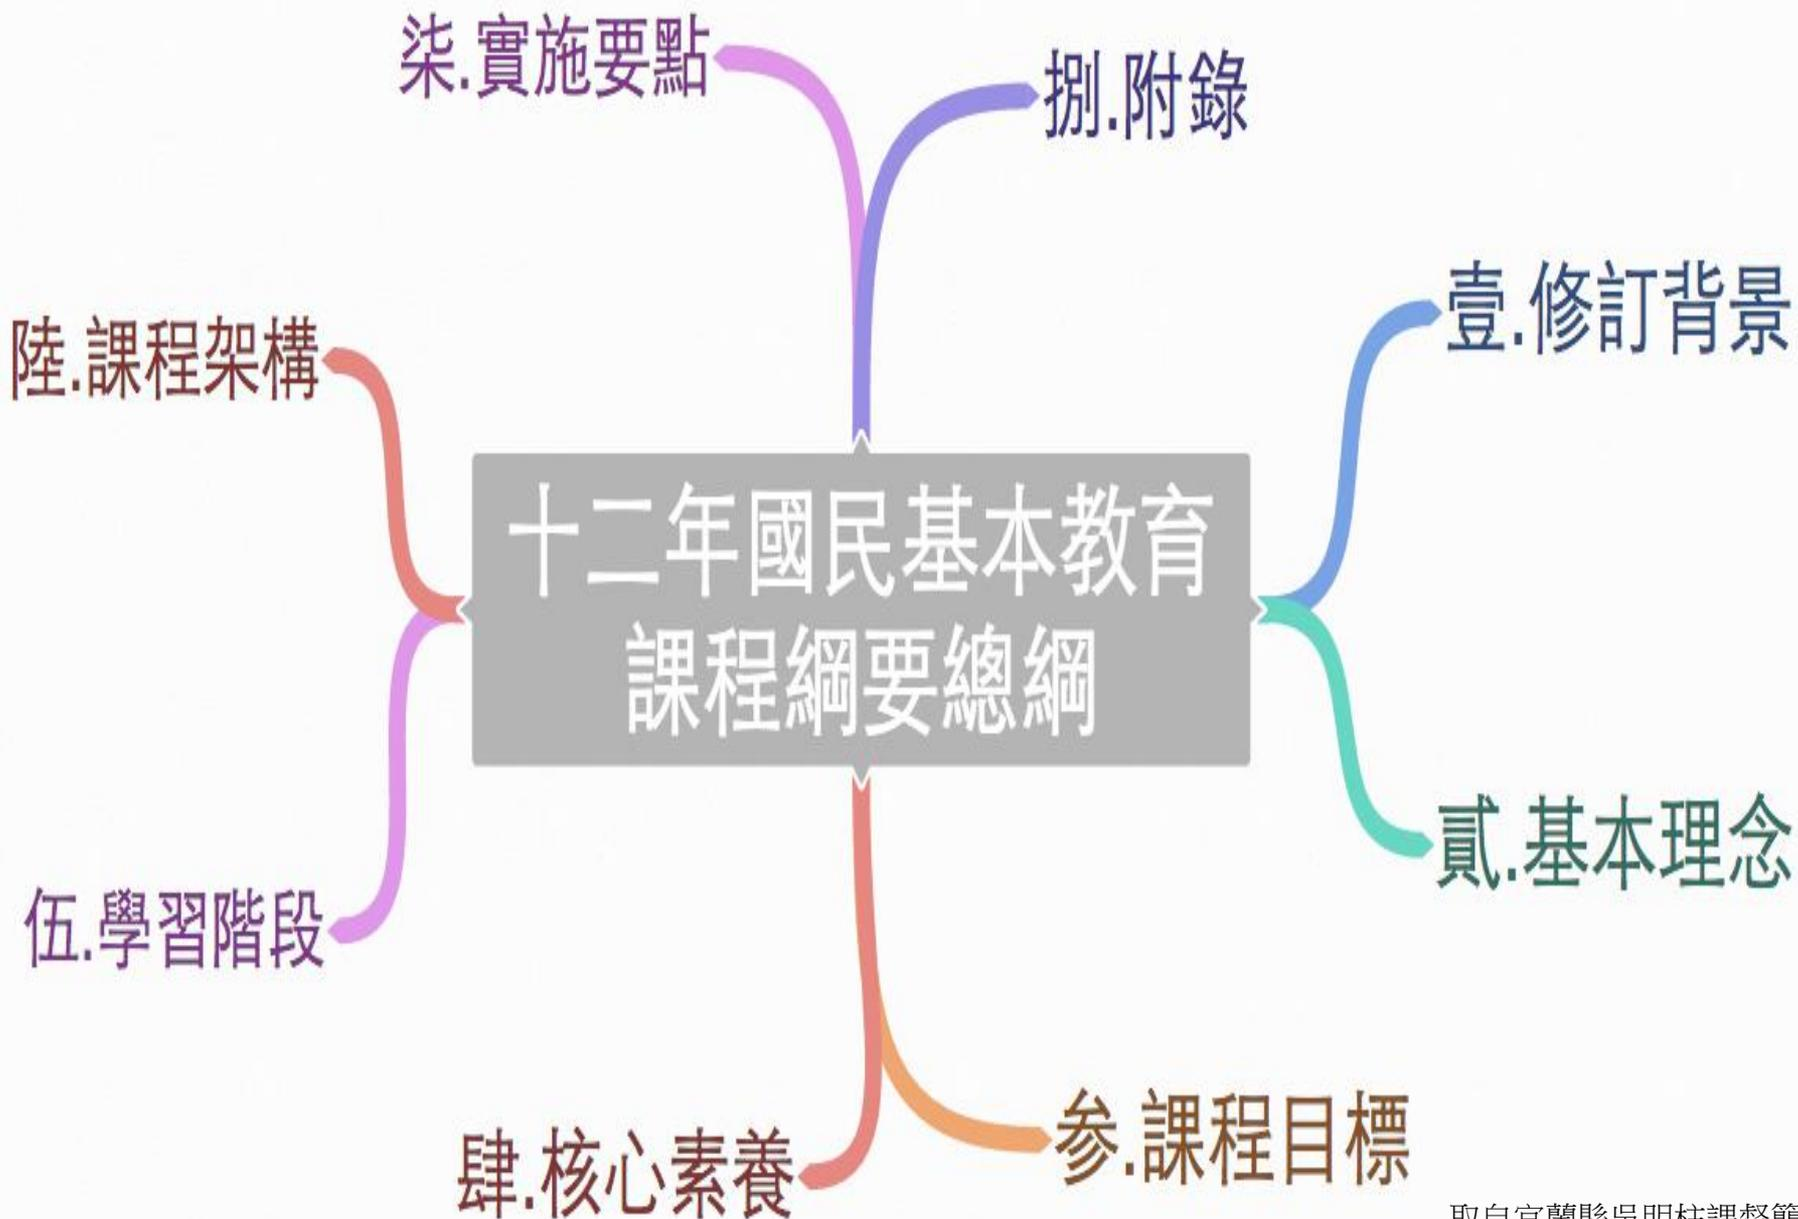 柒.實施要點
捌.附錄
壹.修訂背景
陸.課程架構
十二年國民基本教育
課程綱要總綱
貳.基本理念
伍.學習階段
参.課程目標
肆.核心素養